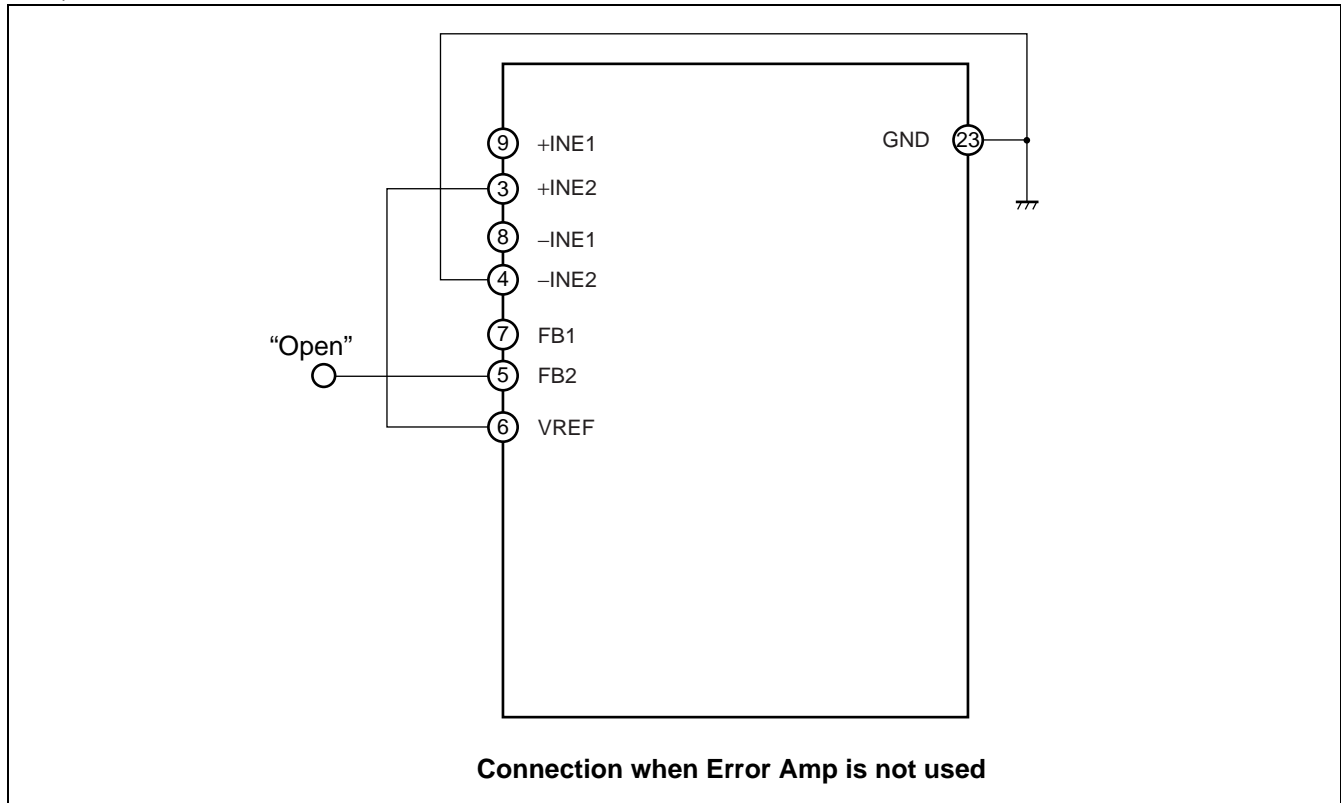 9 +INE1
GND 23
3 +INE2
8 −INE1
4 −INE2
7 FB1
"Open"
5 FB2
6 VREF
Connection when Error Amp is not used